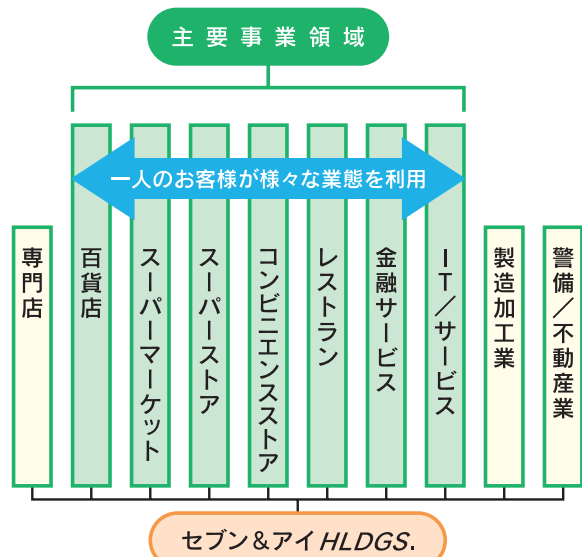 主要事業領域
一人のお客様が様々な業態を利用
専門店
百貨店
スーパーマーケット
スーパーストア
コンビニエンスストア
レストラン
金融サービス
IT／サービス
製造加工業
警備／不動産業
セブン&アイHLDGS.